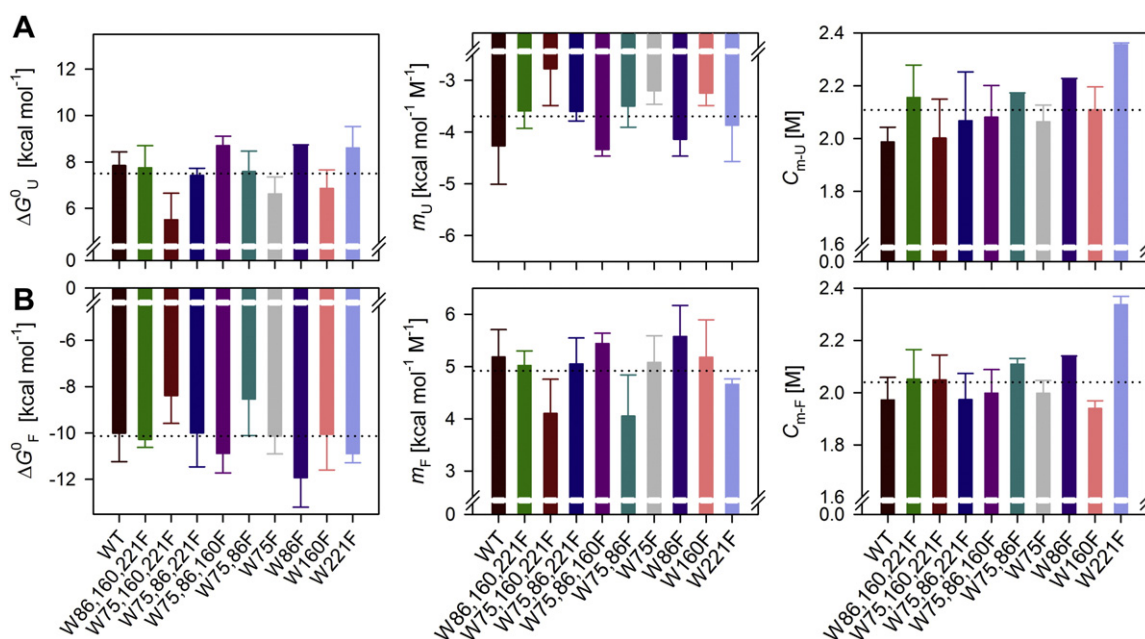 A
ΔG⁰U [kcal mol⁻¹]
12
10
8
6
0
mU [kcal mol⁻¹ M⁻¹]
-3
-4
-5
-6
Cm-U [M]
2.4
2.2
2.0
1.8
1.6
0.0
B
ΔG⁰F [kcal mol⁻¹]
0
-6
-8
-10
-12
mF [kcal mol⁻¹ M⁻¹]
6
5
4
3
0
Cm-F [M]
2.4
2.2
2.0
1.8
1.6
0.0
WT
W86,160,221F
W75,160,221F
W75,86,221F
W75,86,160F
W75,86F
W75F
W86F
W160F
W221F
WT
W86,160,221F
W75,160,221F
W75,86,221F
W75,86,160F
W75,86F
W75F
W86F
W160F
W221F
WT
W86,160,221F
W75,160,221F
W75,86,221F
W75,86,160F
W75,86F
W75F
W86F
W160F
W221F